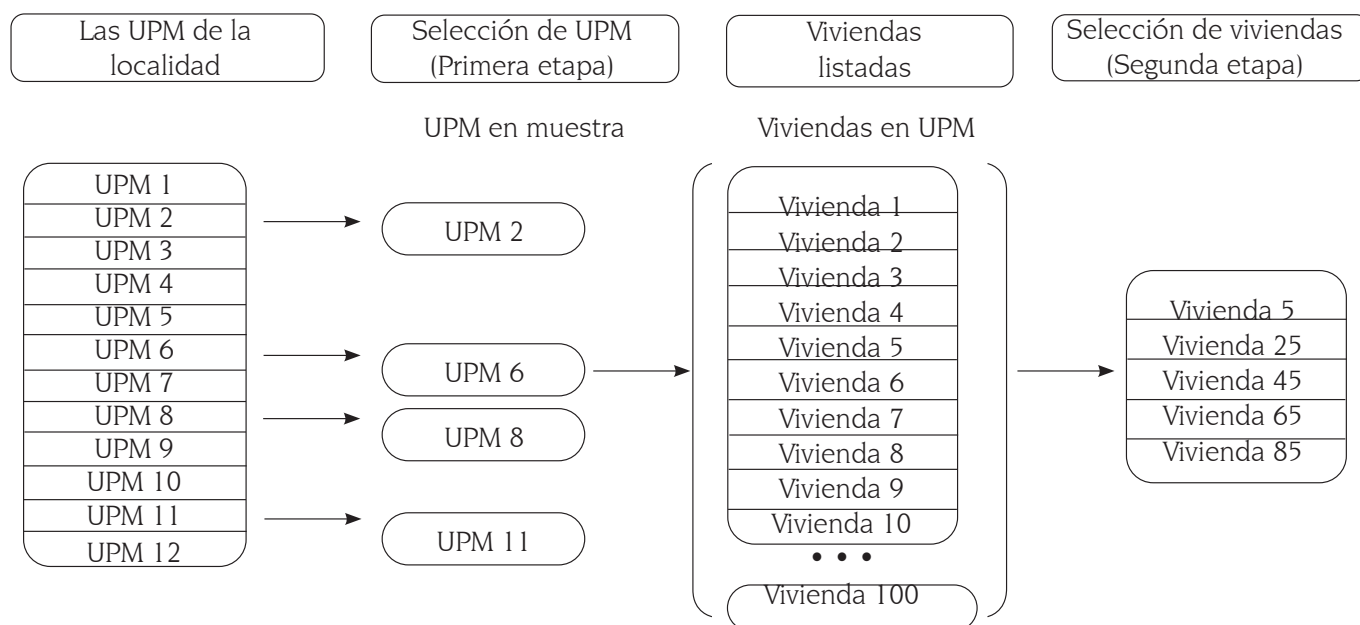 Las UPM de la
localidad
Selección de UPM
(Primera etapa)
Viviendas
listadas
Selección de viviendas
(Segunda etapa)
UPM en muestra
Viviendas en UPM
UPM 1
UPM 2
UPM 3
UPM 4
UPM 5
UPM 6
UPM 7
UPM 8
UPM 9
UPM 10
UPM 11
UPM 12
UPM 2
UPM 6
UPM 8
UPM 11
Vivienda 1
Vivienda 2
Vivienda 3
Vivienda 4
Vivienda 5
Vivienda 6
Vivienda 7
Vivienda 8
Vivienda 9
Vivienda 10
• • •
Vivienda 100
Vivienda 5
Vivienda 25
Vivienda 45
Vivienda 65
Vivienda 85